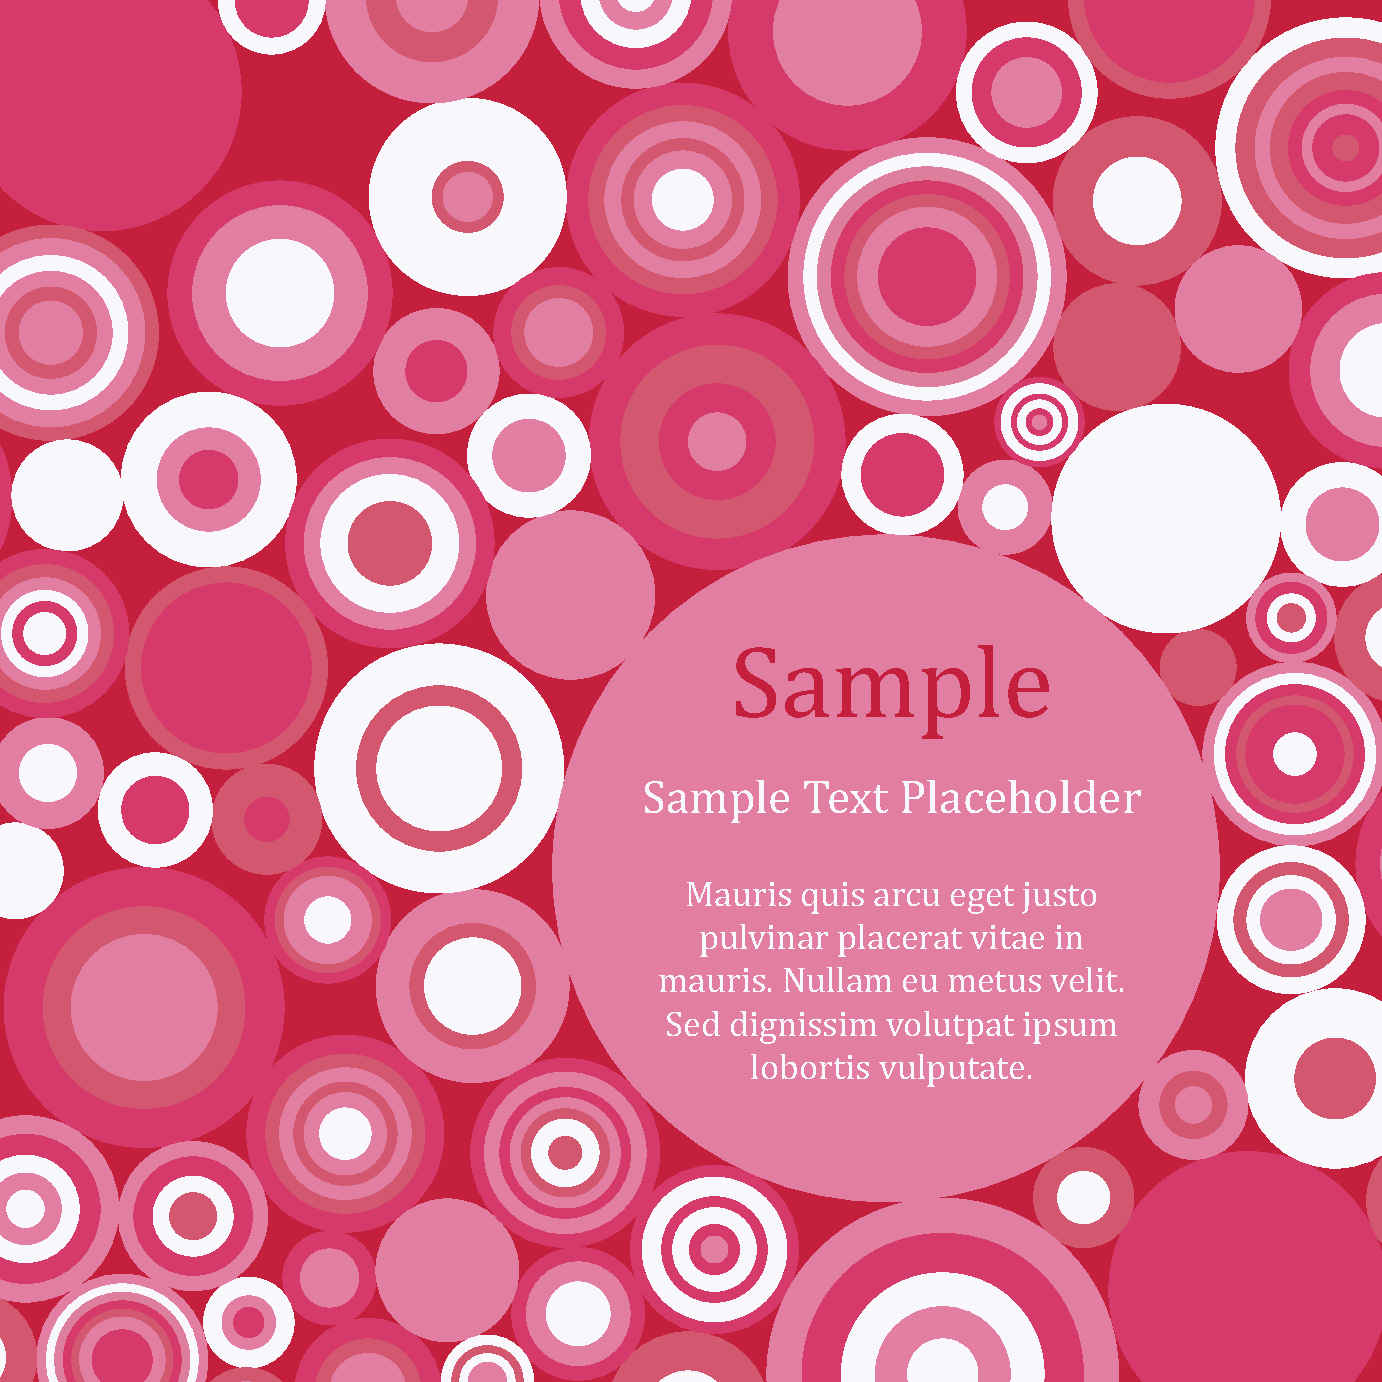 Sample
Sample Text Placeholder
Mauris quis arcu eget justo
pulvinar placerat vitae in
mauris. Nullam eu metus velit.
Sed dignissim volutpat ipsum
lobortis vulputate.